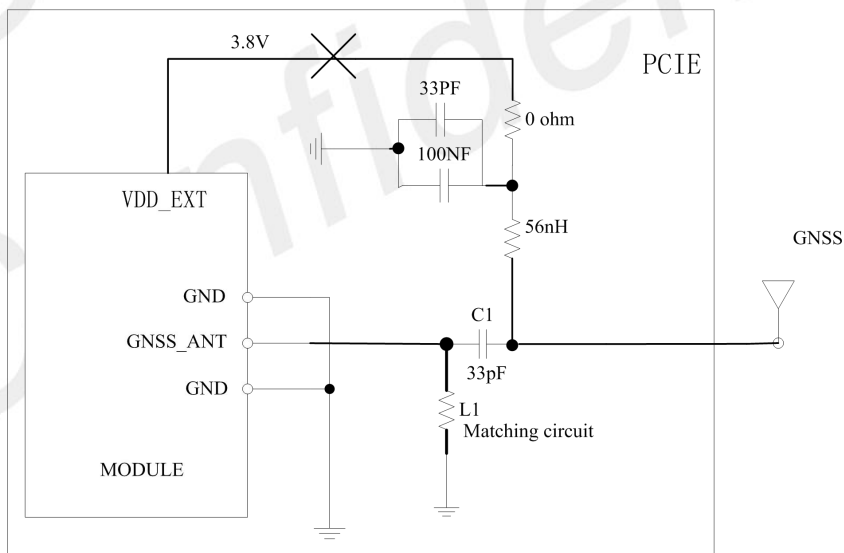 3.8V
PCIE
33PF
0 ohm
100NF
VDD_EXT
56nH
GNSS
GND
C1
GNSS_ANT
33pF
GND
L1
Matching circuit
MODULE